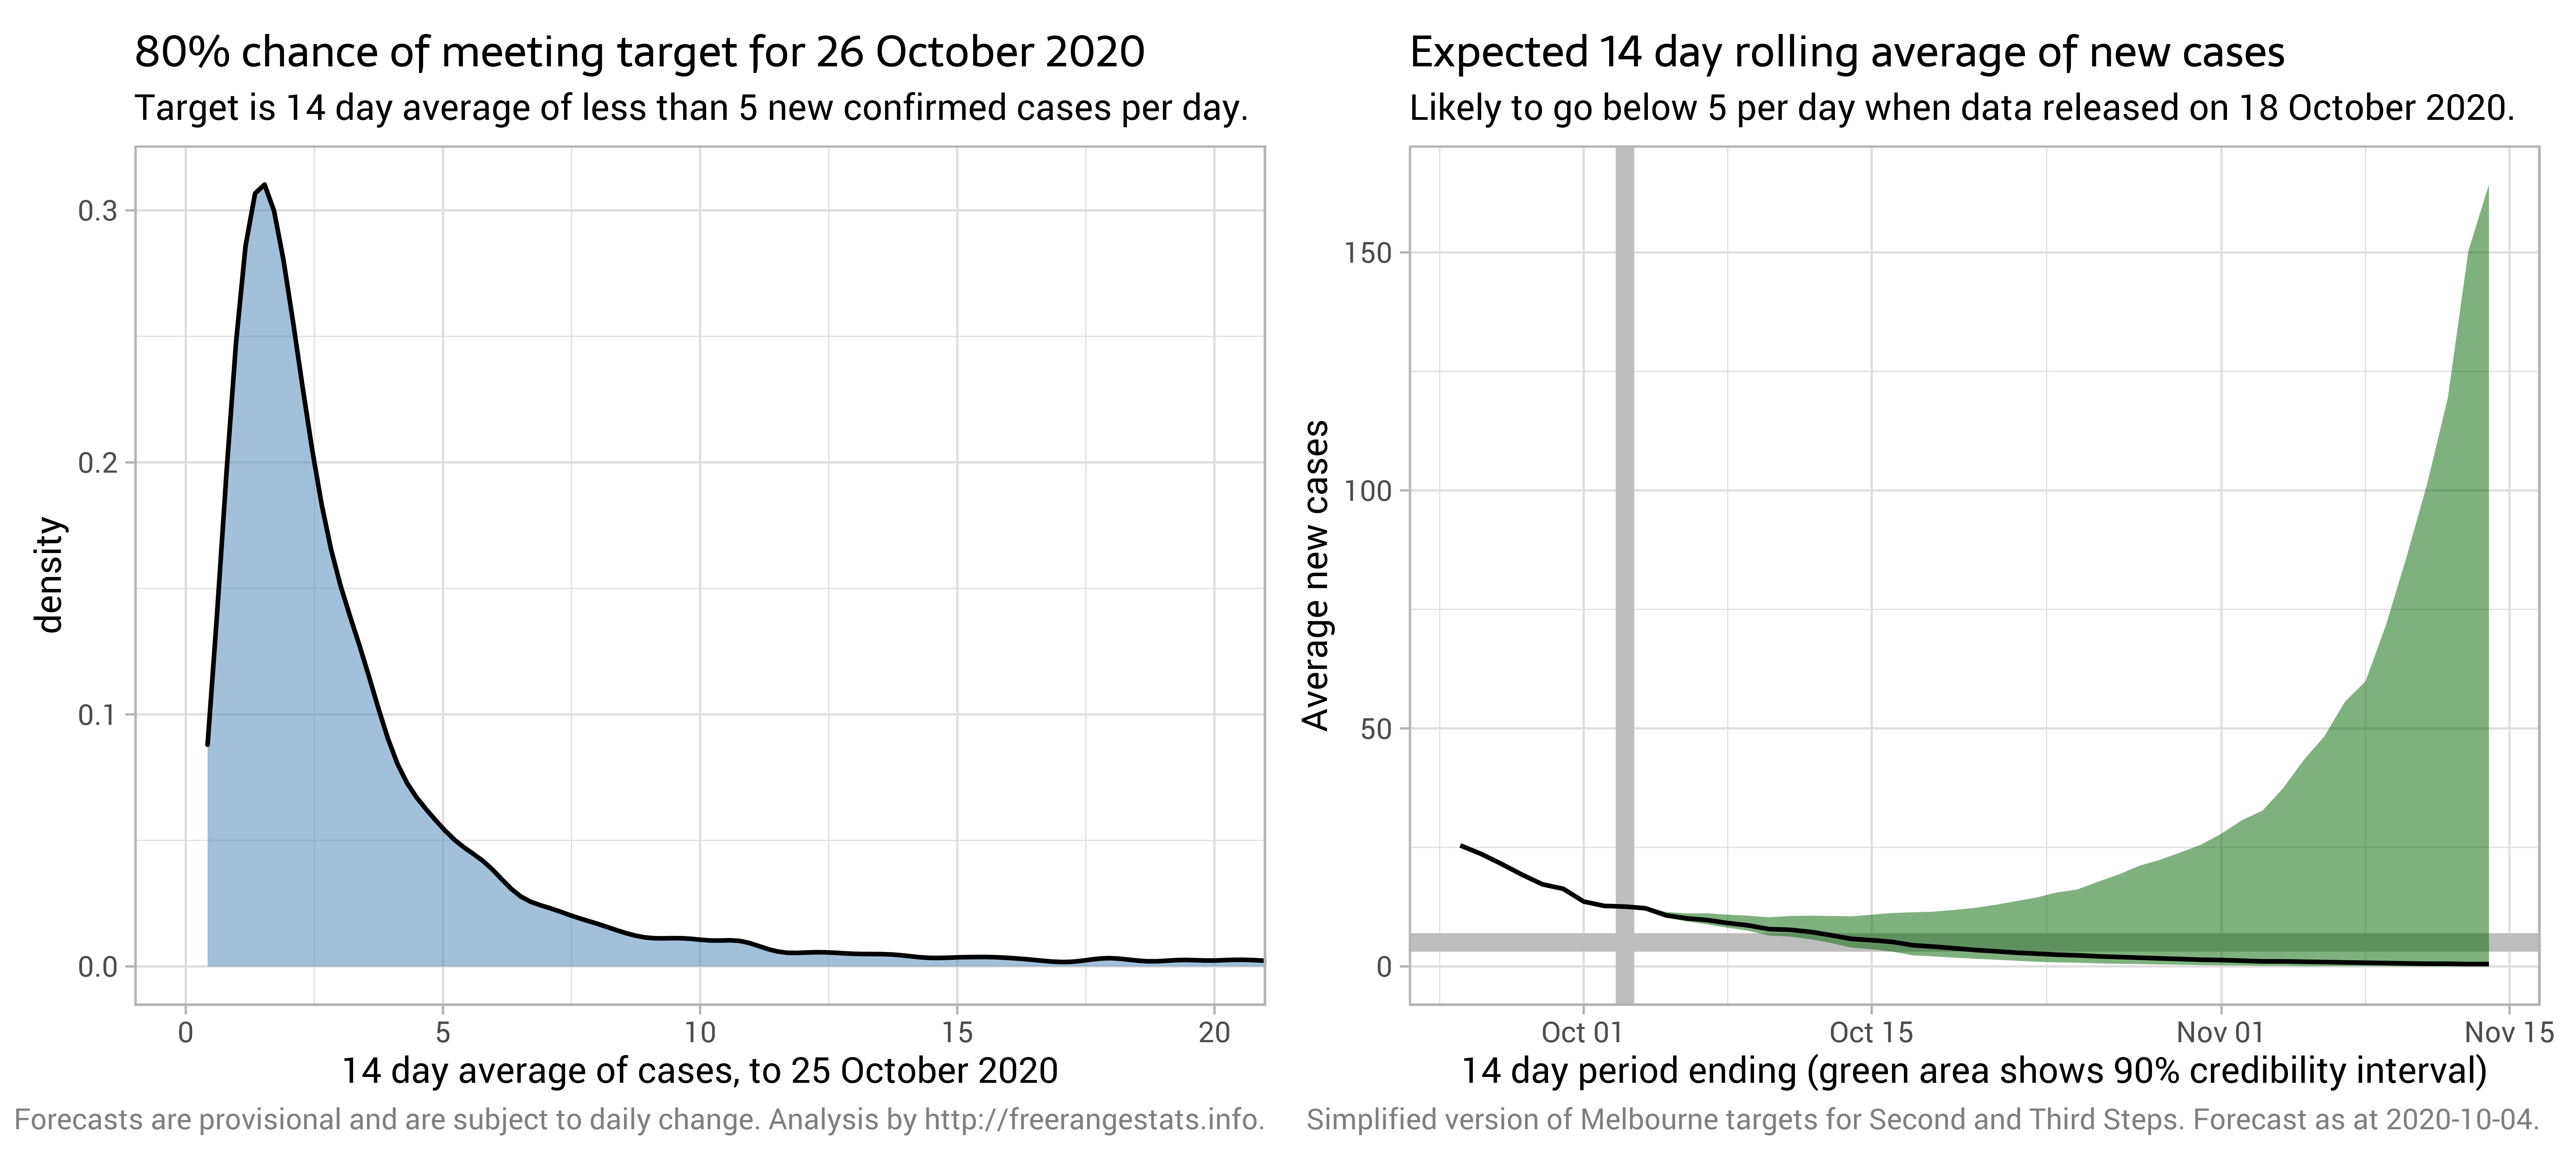 80% chance of meeting target for 26 October 2020
Target is 14 day average of less than 5 new confirmed cases per day.
0.3
0.2
0.1
0.0
density
0 5 10 15 20
14 day average of cases, to 25 October 2020
Forecasts are provisional and are subject to daily change. Analysis by http://freerangestats.info.
Expected 14 day rolling average of new cases
Likely to go below 5 per day when data released on 18 October 2020.
150
100
50
0
Average new cases
Oct 01 Oct 15 Nov 01 Nov 15
14 day period ending (green area shows 90% credibility interval)
Simplified version of Melbourne targets for Second and Third Steps. Forecast as at 2020-10-04.